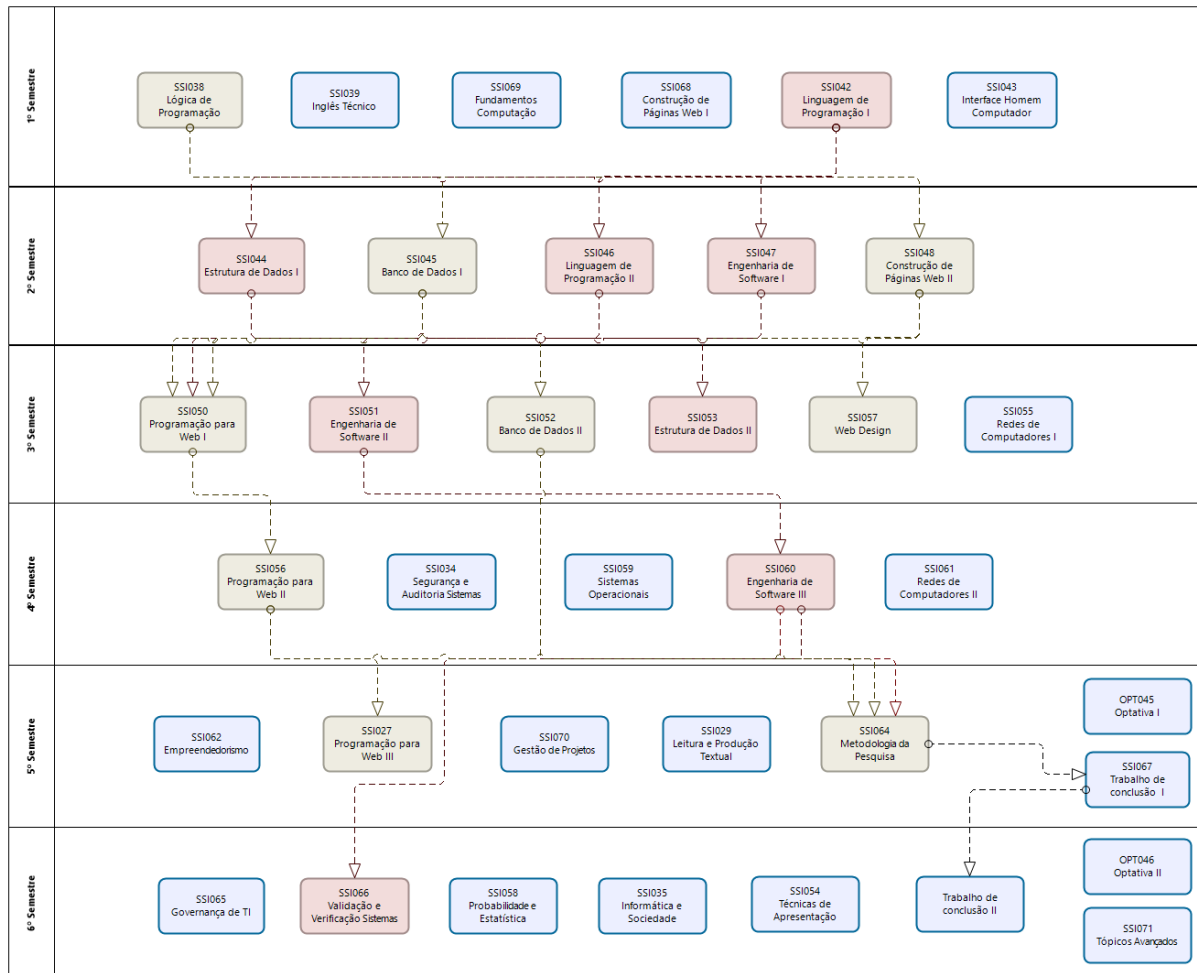 1º Semestre
SSI038
Lógica de
Programação
SSI039
Inglês Técnico
SSI069
Fundamentos
Computação
SSI068
Construção de
Páginas Web I
SSI042
Linguagem de
Programação I
SSI043
Interface Homem
Computador
2º Semestre
SSI044
Estrutura de Dados I
SSI045
Banco de Dados I
SSI046
Linguagem de
Programação II
SSI047
Engenharia de
Software I
SSI048
Construção de
Páginas Web II
3º Semestre
SSI050
Programação para
Web I
SSI051
Engenharia de
Software II
SSI052
Banco de Dados II
SSI053
Estrutura de Dados II
SSI057
Web Design
SSI055
Redes de
Computadores I
4º Semestre
SSI056
Programação para
Web II
SSI034
Segurança e
Auditoria Sistemas
SSI059
Sistemas
Operacionais
SSI060
Engenharia de
Software III
SSI061
Redes de
Computadores II
5º Semestre
SSI062
Empreendedorismo
SSI027
Programação para
Web III
SSI070
Gestão de Projetos
SSI029
Leitura e Produção
Textual
SSI064
Metodologia da
Pesquisa
OPT045
Optativa I
SSI067
Trabalho de
conclusão I
6º Semestre
SSI065
Governança de TI
SSI066
Validação e
Verificação Sistemas
SSI058
Probabilidade e
Estatística
SSI035
Informática e
Sociedade
SSI054
Técnicas de
Apresentação
Trabalho de
conclusão II
OPT046
Optativa II
SSI071
Tópicos Avançados